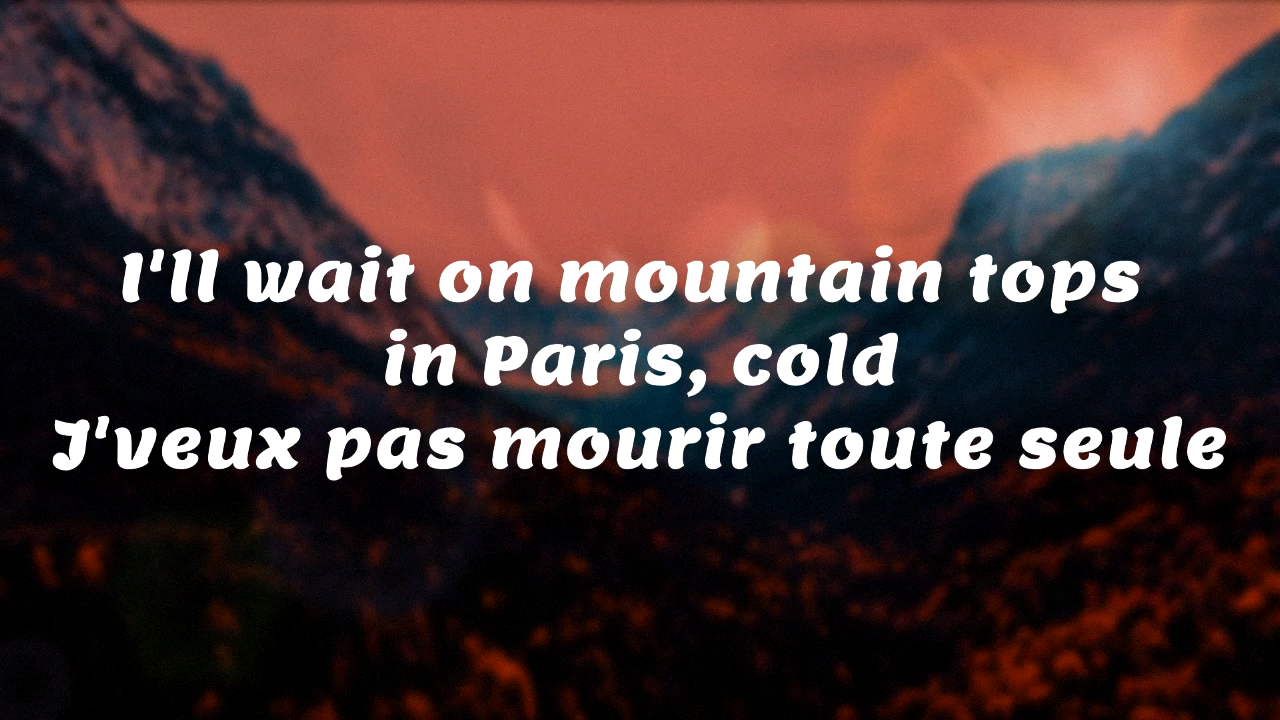 I'll wait on mountain tops
in Paris, cold
J'veux pas mourir toute seule